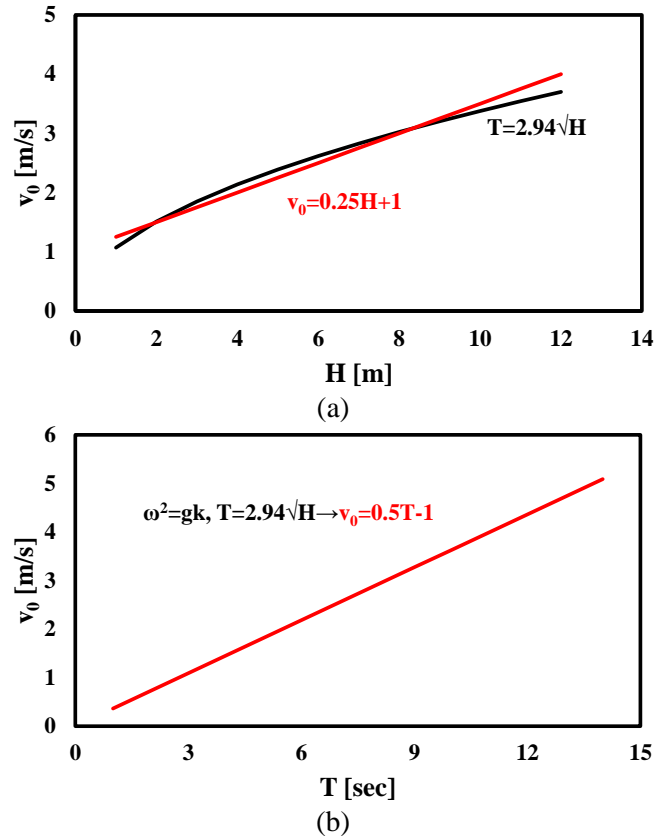 5
4
3
2
1
0
v₀ [m/s]
T=2.94√H
v₀=0.25H+1
0 2 4 6 8 10 12 14
H [m]
(a)
6
5
4
3
2
1
0
v₀ [m/s]
ω²=gk, T=2.94√H→v₀=0.5T-1
0 3 6 9 12 15
T [sec]
(b)